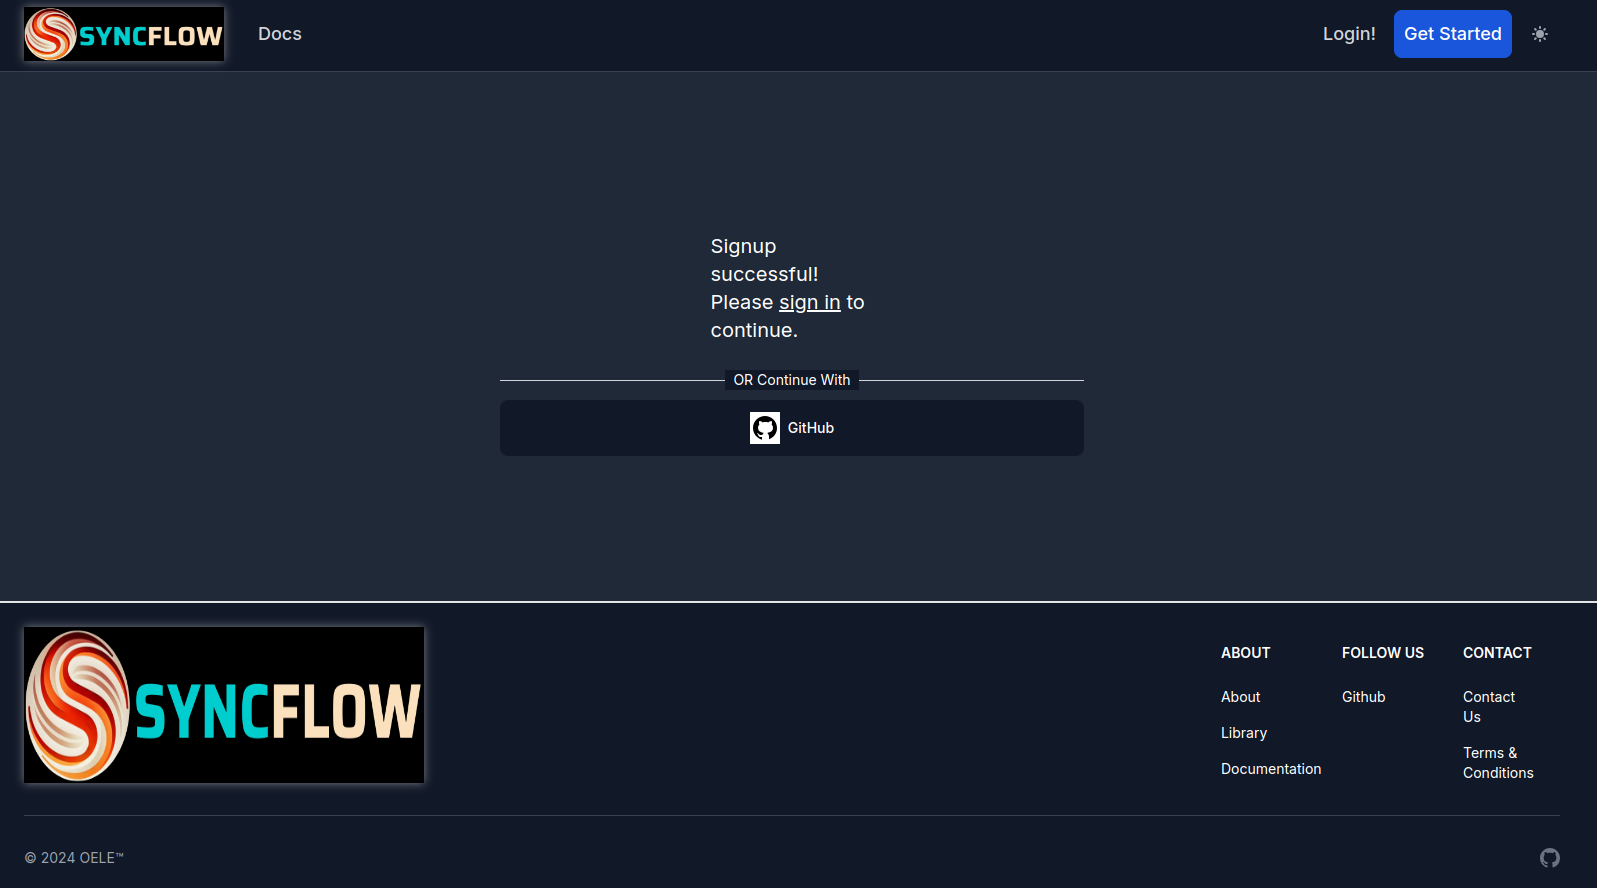 SYNCFLOW
Docs
Login!
Get Started
Signup
successful!
Please sign in to
continue.
OR Continue With
GitHub
SYNCFLOW
ABOUT
About
Library
Documentation
FOLLOW US
Github
CONTACT
Contact
Us
Terms &
Conditions
© 2024 OELE™